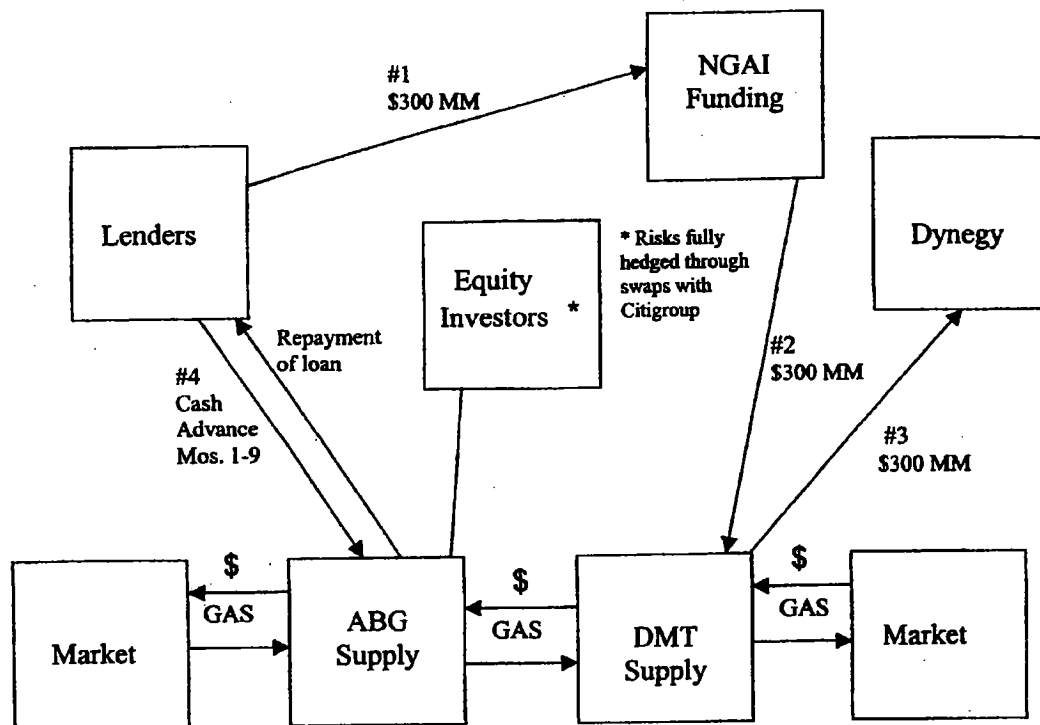 #1
$300 MM
NGAI
Funding
Lenders
Equity
Investors *
* Risks fully
hedged through
swaps with
Citigroup
Dynegy
Repayment
of loan
#4
Cash
Advance
Mos. 1-9
#2
$300 MM
#3
$300 MM
Market
$
GAS
ABG
Supply
$
GAS
DMT
Supply
$
GAS
Market